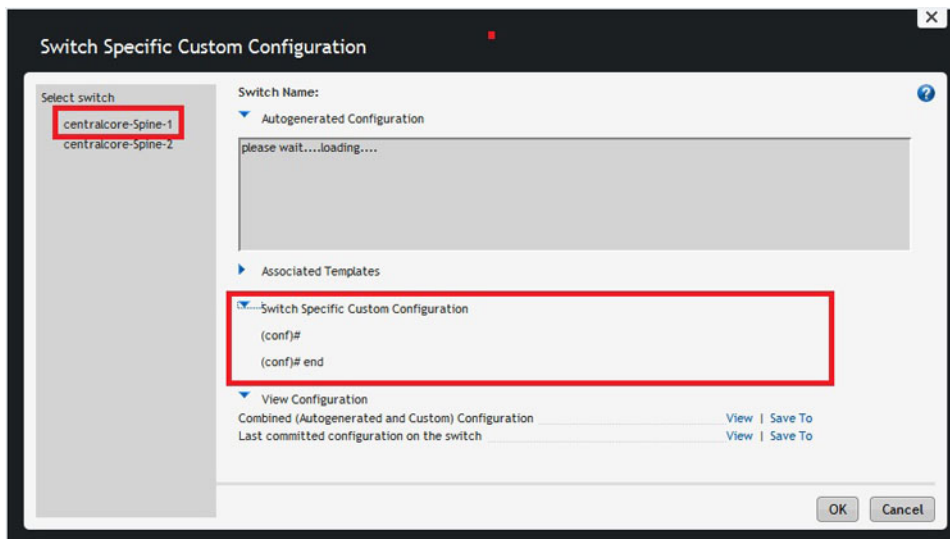 Switch Specific Custom Configuration
Select switch
centralcore-Spine-1
centralcore-Spine-2
Switch Name:
Autogenerated Configuration
please wait....loading....
Associated Templates
Switch Specific Custom Configuration
(conf)#
(conf)# end
View Configuration
Combined (Autogenerated and Custom) Configuration View | Save To
Last committed configuration on the switch View | Save To
OK Cancel